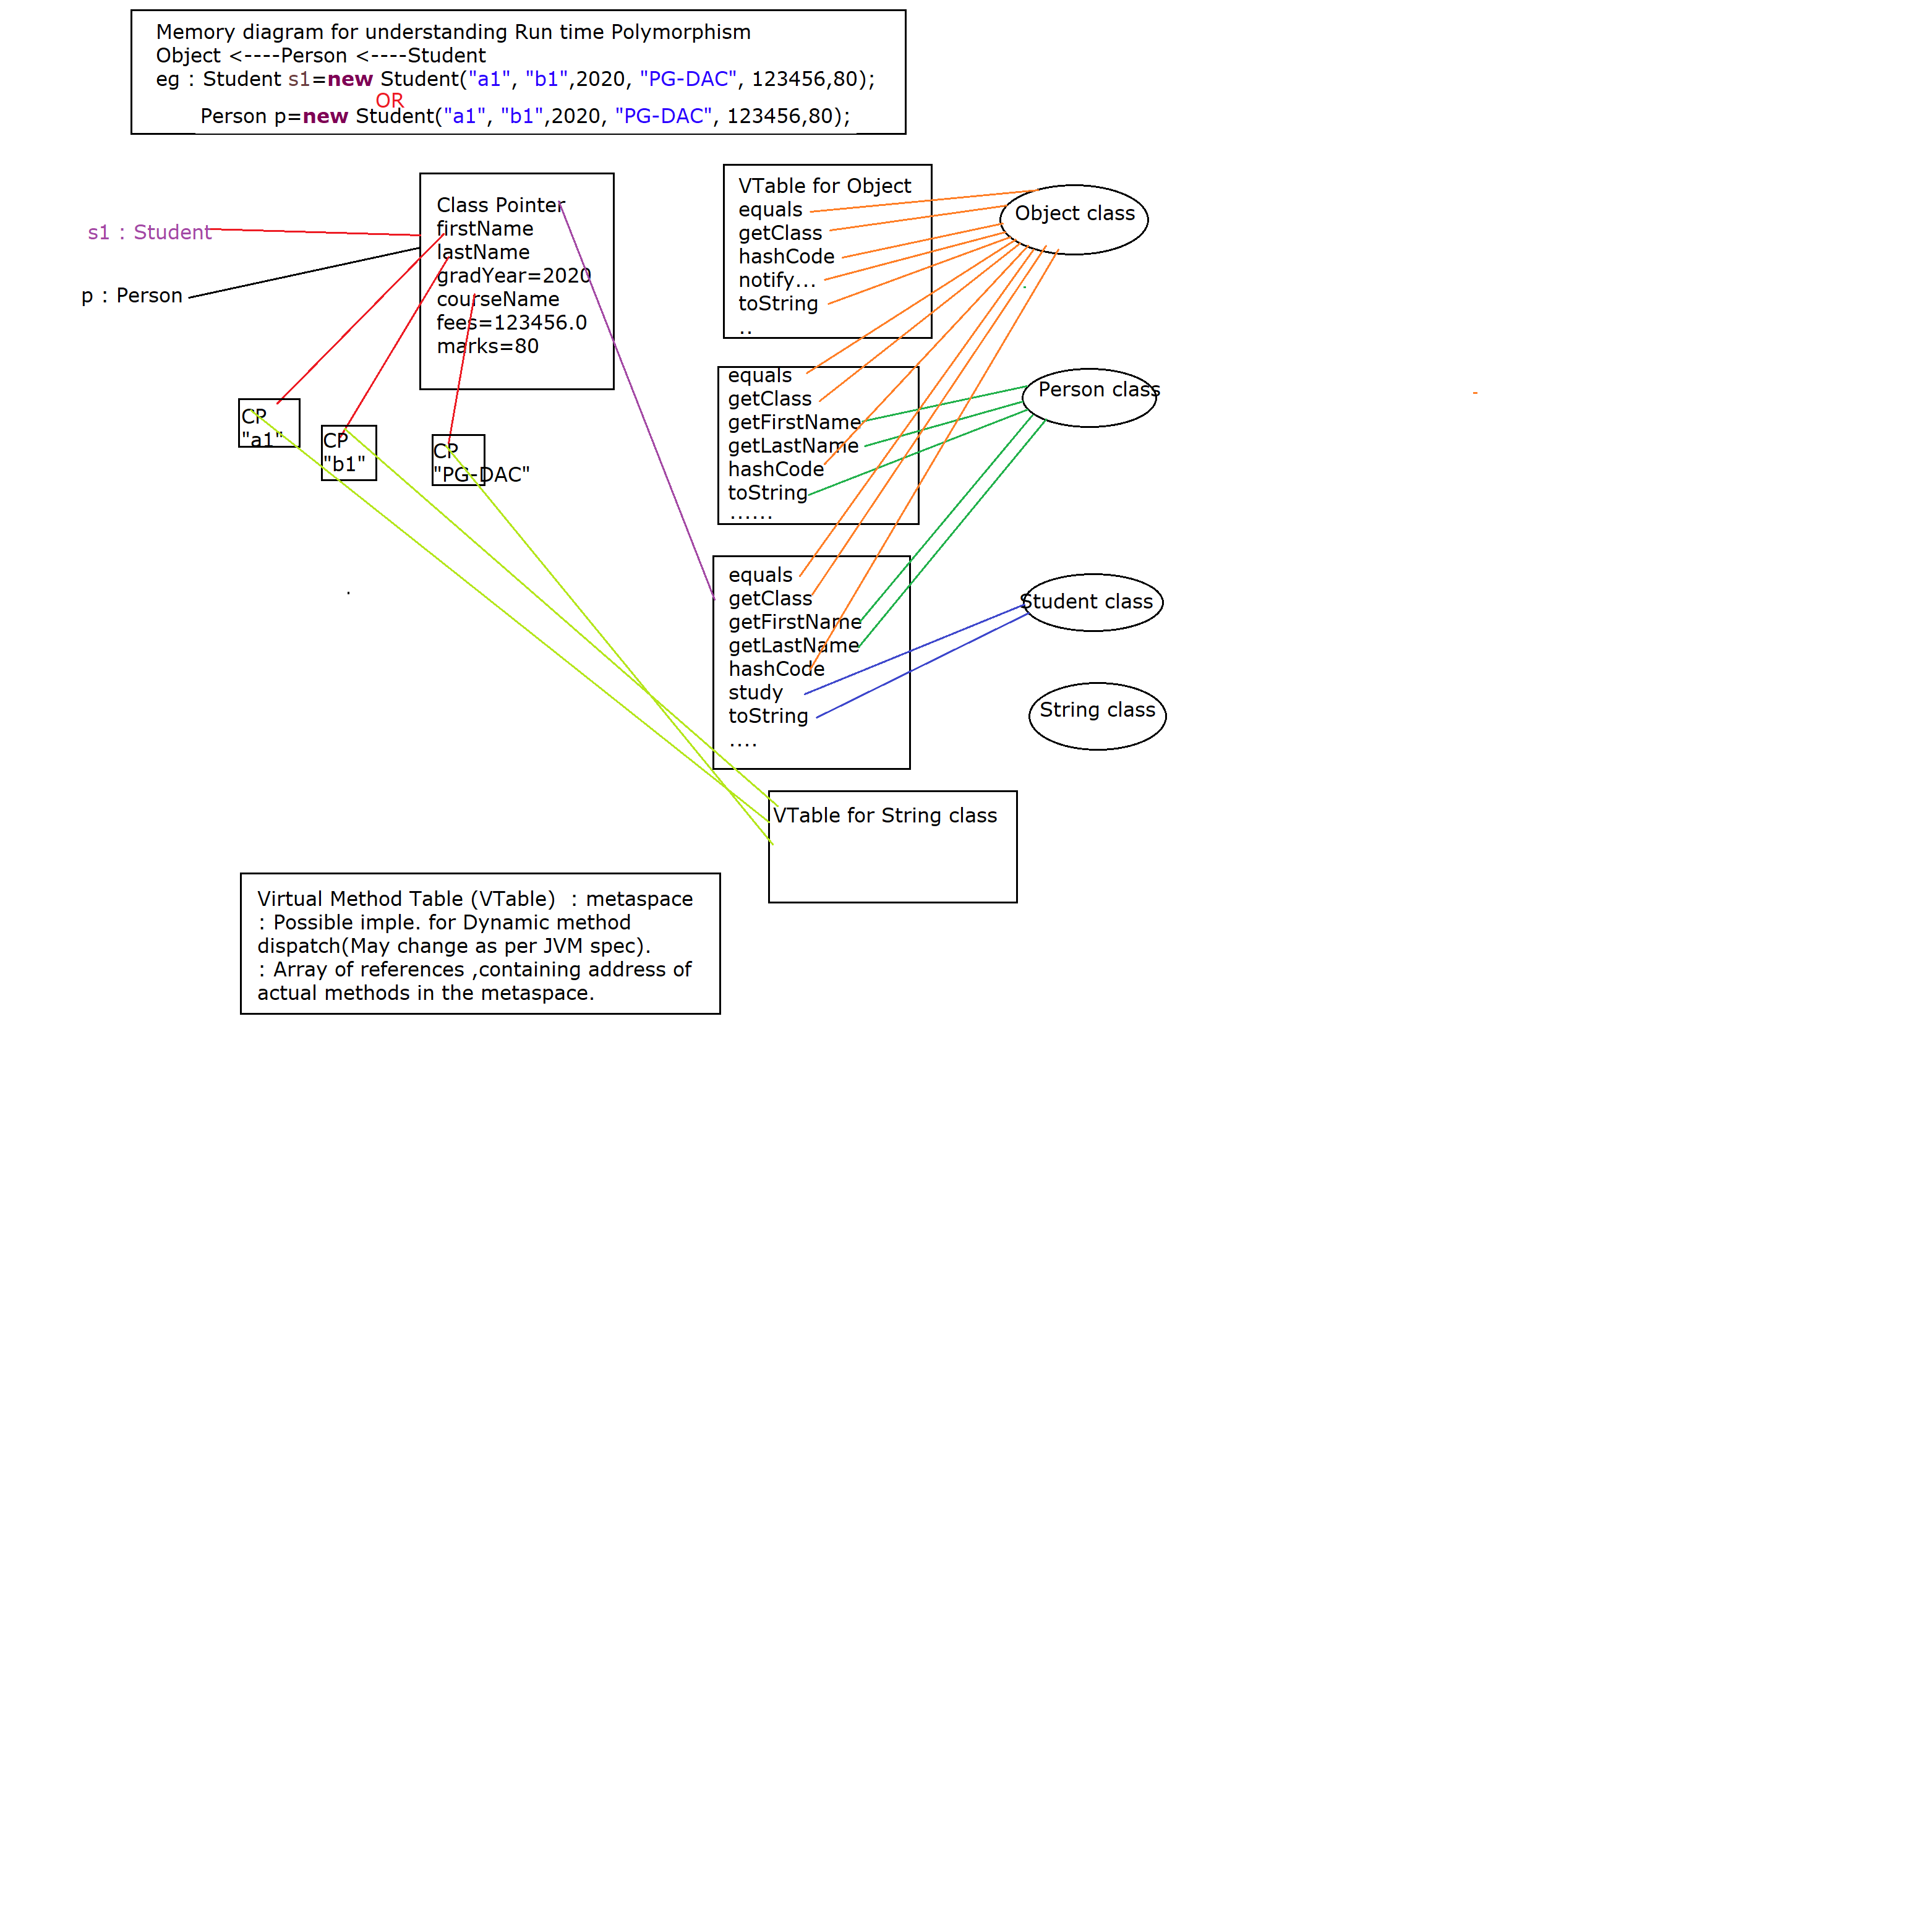 Memory diagram for understanding Run time Polymorphism
Object <----Person <----Student
eg : Student s1=new Student("a1", "b1",2020, "PG-DAC", 123456,80);
OR
Person p=new Student("a1", "b1",2020, "PG-DAC", 123456,80);
s1 : Student
p : Person
Class Pointer
firstName
lastName
gradYear=2020
courseName
fees=123456.0
marks=80
CP
"a1"
CP
"b1"
CP
"PG-DAC"
VTable for Object
equals
getClass
hashCode
notify...
toString
..
Object class
equals
getClass
getFirstName
getLastName
hashCode
toString
......
Person class
equals
getClass
getFirstName
getLastName
hashCode
study
toString
....
Student class
String class
VTable for String class
Virtual Method Table (VTable)  : metaspace
: Possible imple. for Dynamic method
dispatch(May change as per JVM spec).
: Array of references ,containing address of
actual methods in the metaspace.